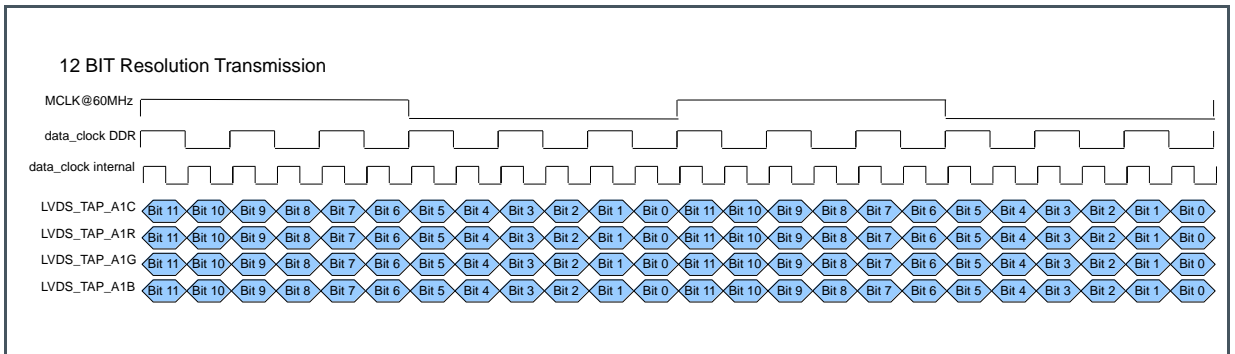 12 BIT Resolution Transmission
MCLK@60MHz
data_clock DDR
data_clock internal
LVDS_TAP_A1C Bit 11 Bit 10 Bit 9 Bit 8 Bit 7 Bit 6 Bit 5 Bit 4 Bit 3 Bit 2 Bit 1 Bit 0 Bit 11 Bit 10 Bit 9 Bit 8 Bit 7 Bit 6 Bit 5 Bit 4 Bit 3 Bit 2 Bit 1 Bit 0
LVDS_TAP_A1R Bit 11 Bit 10 Bit 9 Bit 8 Bit 7 Bit 6 Bit 5 Bit 4 Bit 3 Bit 2 Bit 1 Bit 0 Bit 11 Bit 10 Bit 9 Bit 8 Bit 7 Bit 6 Bit 5 Bit 4 Bit 3 Bit 2 Bit 1 Bit 0
LVDS_TAP_A1G Bit 11 Bit 10 Bit 9 Bit 8 Bit 7 Bit 6 Bit 5 Bit 4 Bit 3 Bit 2 Bit 1 Bit 0 Bit 11 Bit 10 Bit 9 Bit 8 Bit 7 Bit 6 Bit 5 Bit 4 Bit 3 Bit 2 Bit 1 Bit 0
LVDS_TAP_A1B Bit 11 Bit 10 Bit 9 Bit 8 Bit 7 Bit 6 Bit 5 Bit 4 Bit 3 Bit 2 Bit 1 Bit 0 Bit 11 Bit 10 Bit 9 Bit 8 Bit 7 Bit 6 Bit 5 Bit 4 Bit 3 Bit 2 Bit 1 Bit 0